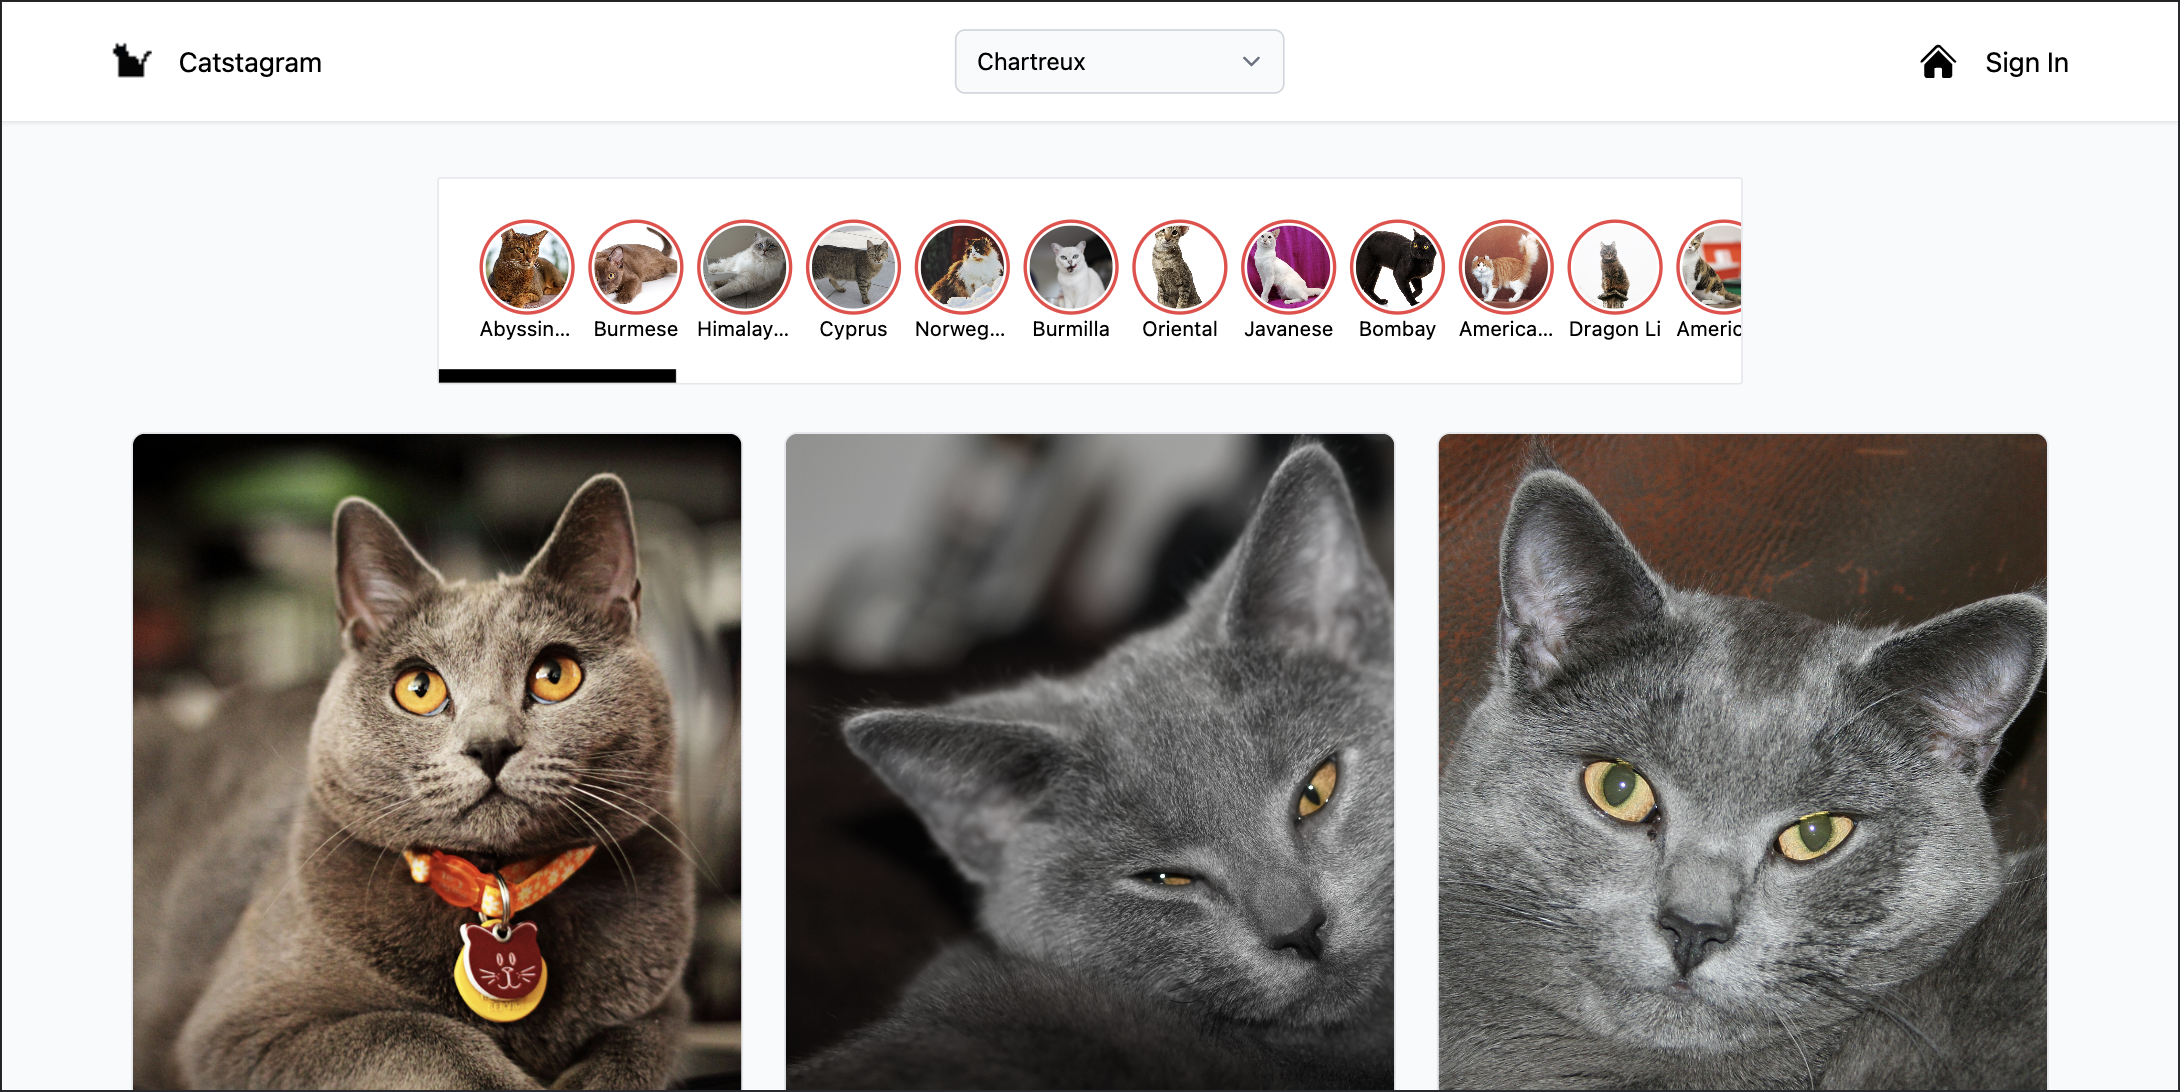 Catstagram
Chartreux
Sign In
Abyssin...
Burmese
Himalay...
Cyprus
Norweg...
Burmilla
Oriental
Javanese
Bombay
America...
Dragon Li
Americ